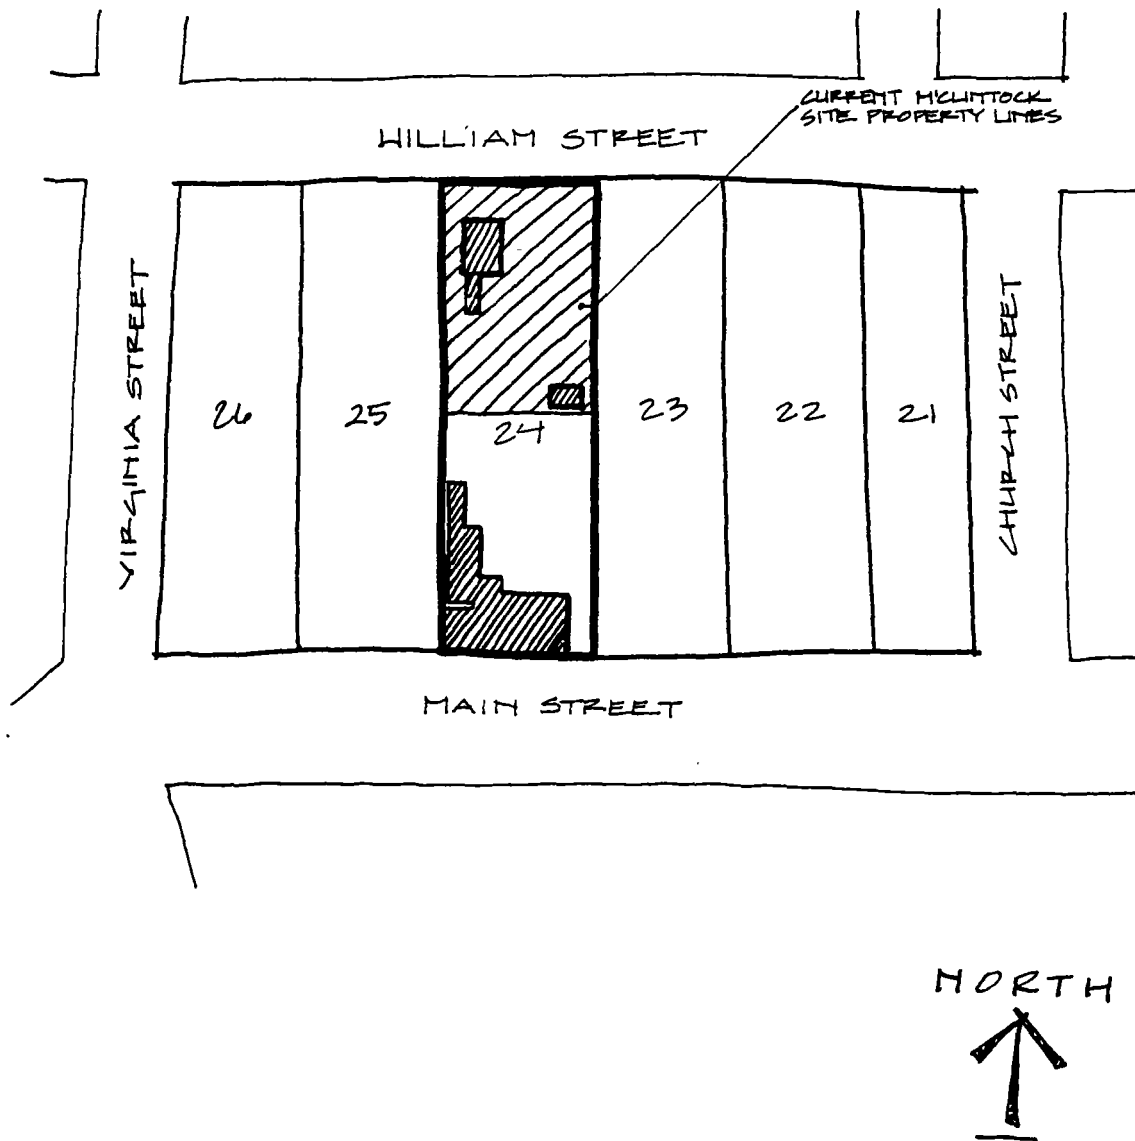 CURRENT McCLINTOCK
SITE PROPERTY LINES
WILLIAM STREET
VIRGINIA STREET
26
25
24
23
22
21
CHURCH STREET
MAIN STREET
NORTH